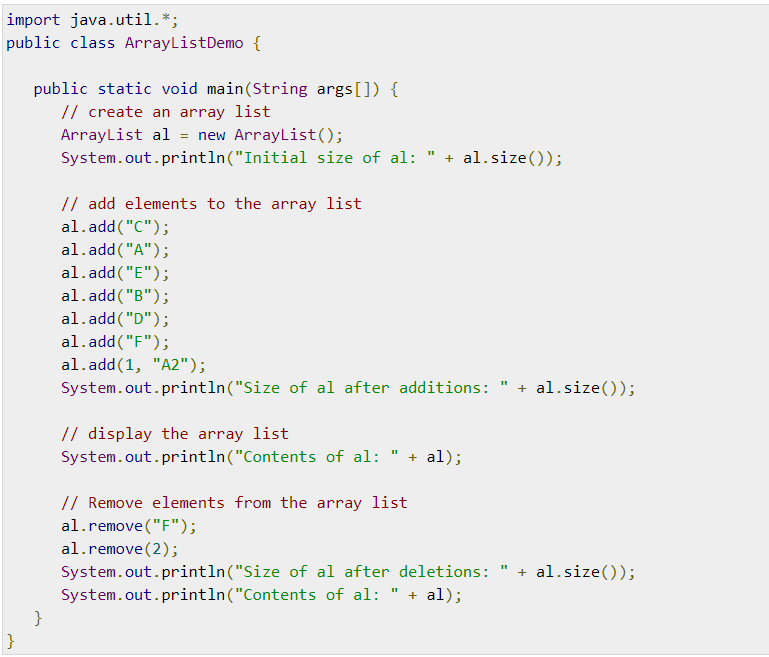 import java.util.*;
public class ArrayListDemo {

   public static void main(String args[]) {
      // create an array list
      ArrayList al = new ArrayList();
      System.out.println("Initial size of al: " + al.size());

      // add elements to the array list
      al.add("C");
      al.add("A");
      al.add("E");
      al.add("B");
      al.add("D");
      al.add("F");
      al.add(1, "A2");
      System.out.println("Size of al after additions: " + al.size());

      // display the array list
      System.out.println("Contents of al: " + al);

      // Remove elements from the array list
      al.remove("F");
      al.remove(2);
      System.out.println("Size of al after deletions: " + al.size());
      System.out.println("Contents of al: " + al);
   }
}